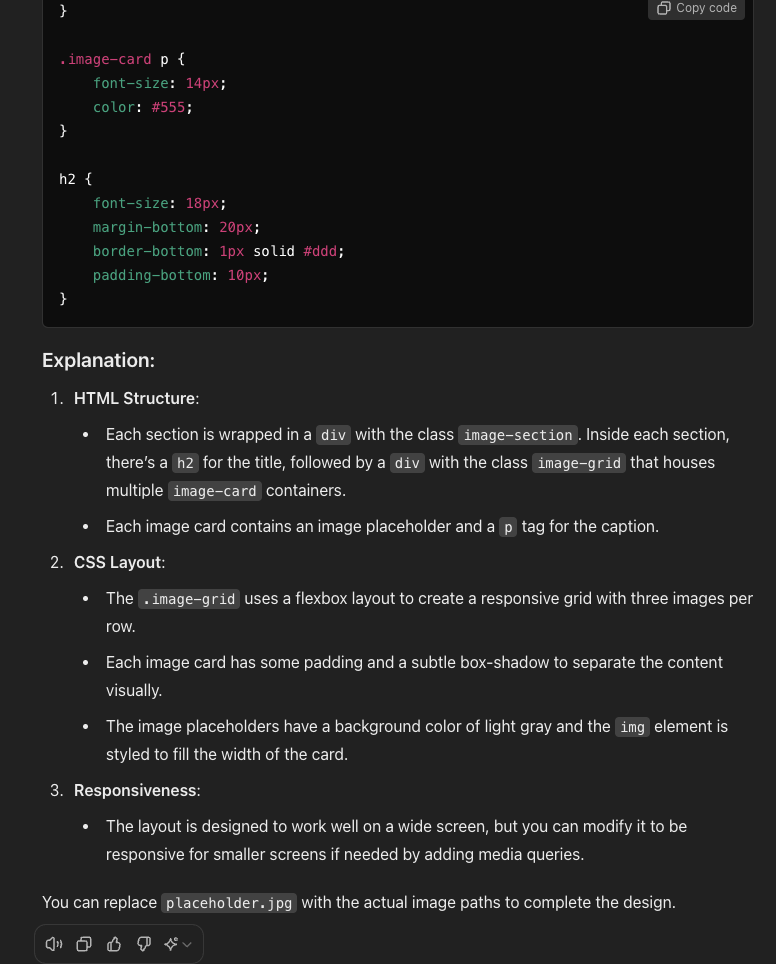 }
Copy code
.image-card p {
font-size: 14px;
color: #555;
}
h2 {
font-size: 18px;
margin-bottom: 20px;
border-bottom: 1px solid #ddd;
padding-bottom: 10px;
}
Explanation:
1. HTML Structure:
• Each section is wrapped in a div with the class image-section. Inside each section,
there's a h2 for the title, followed by a div with the class image-grid that houses
multiple image-card containers.
• Each image card contains an image placeholder and a p tag for the caption.
2. CSS Layout:
• The .image-grid uses a flexbox layout to create a responsive grid with three images per
row.
• Each image card has some padding and a subtle box-shadow to separate the content
visually.
• The image placeholders have a background color of light gray and the img element is
styled to fill the width of the card.
3. Responsiveness:
• The layout is designed to work well on a wide screen, but you can modify it to be
responsive for smaller screens if needed by adding media queries.
You can replace placeholder.jpg with the actual image paths to complete the design.